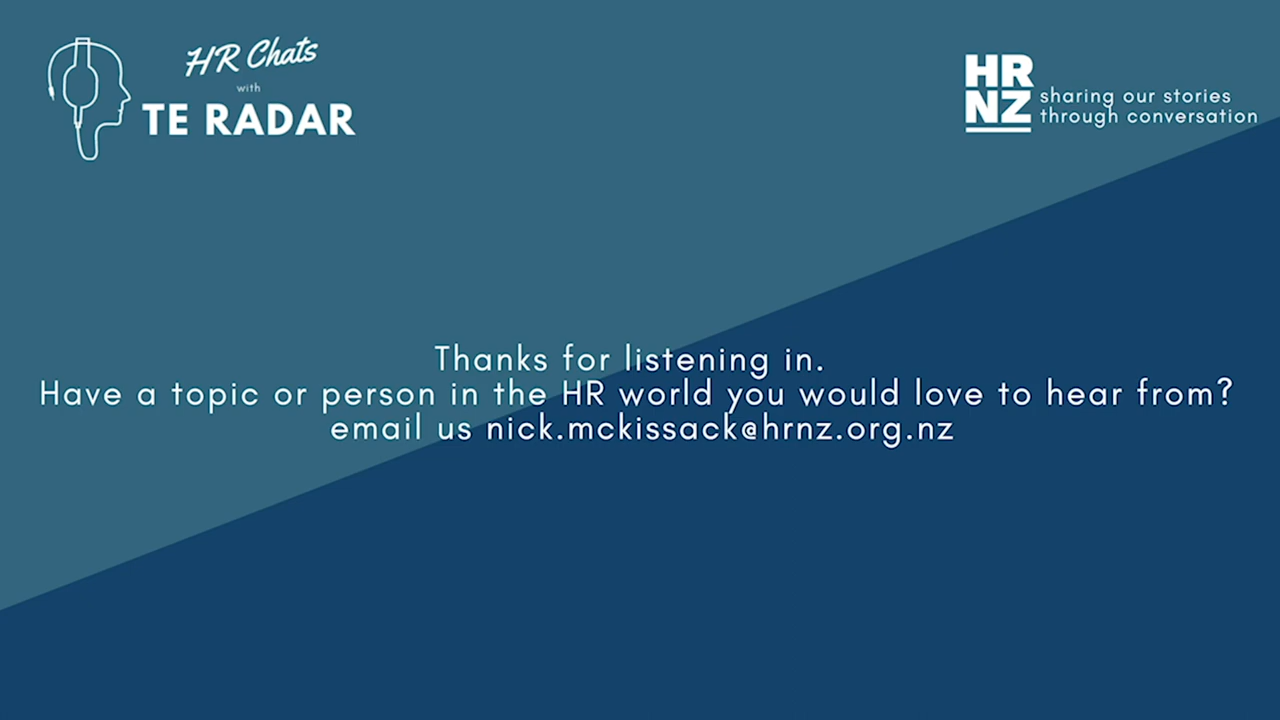 HR Chats
with
TE RADAR
HR
NZ
sharing our stories
through conversation
Thanks for listening in.
Have a topic or person in the HR world you would love to hear from?
email us nick.mckissack@hrnz.org.nz